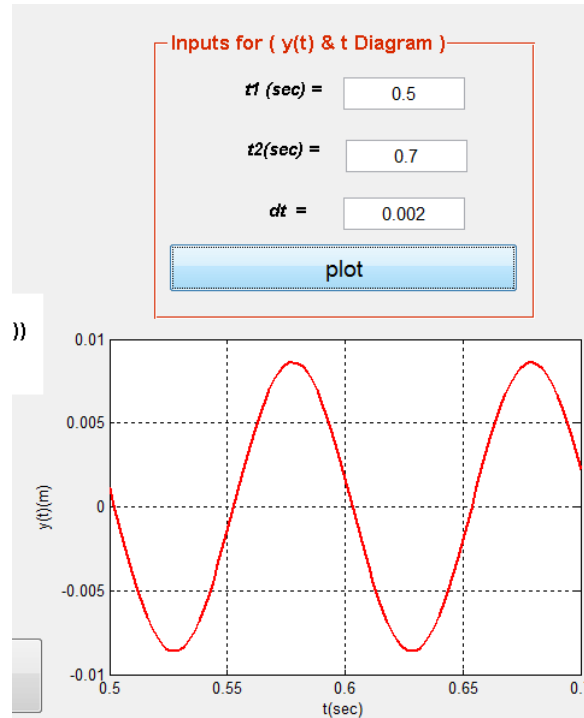 Inputs for ( y(t) & t Diagram )
t1 (sec) = 0.5
t2(sec) = 0.7
dt = 0.002
plot
))
0.01
0.005
0
-0.005
-0.01
y(t)(m)
0.5 0.55 0.6 0.65 0.
t(sec)